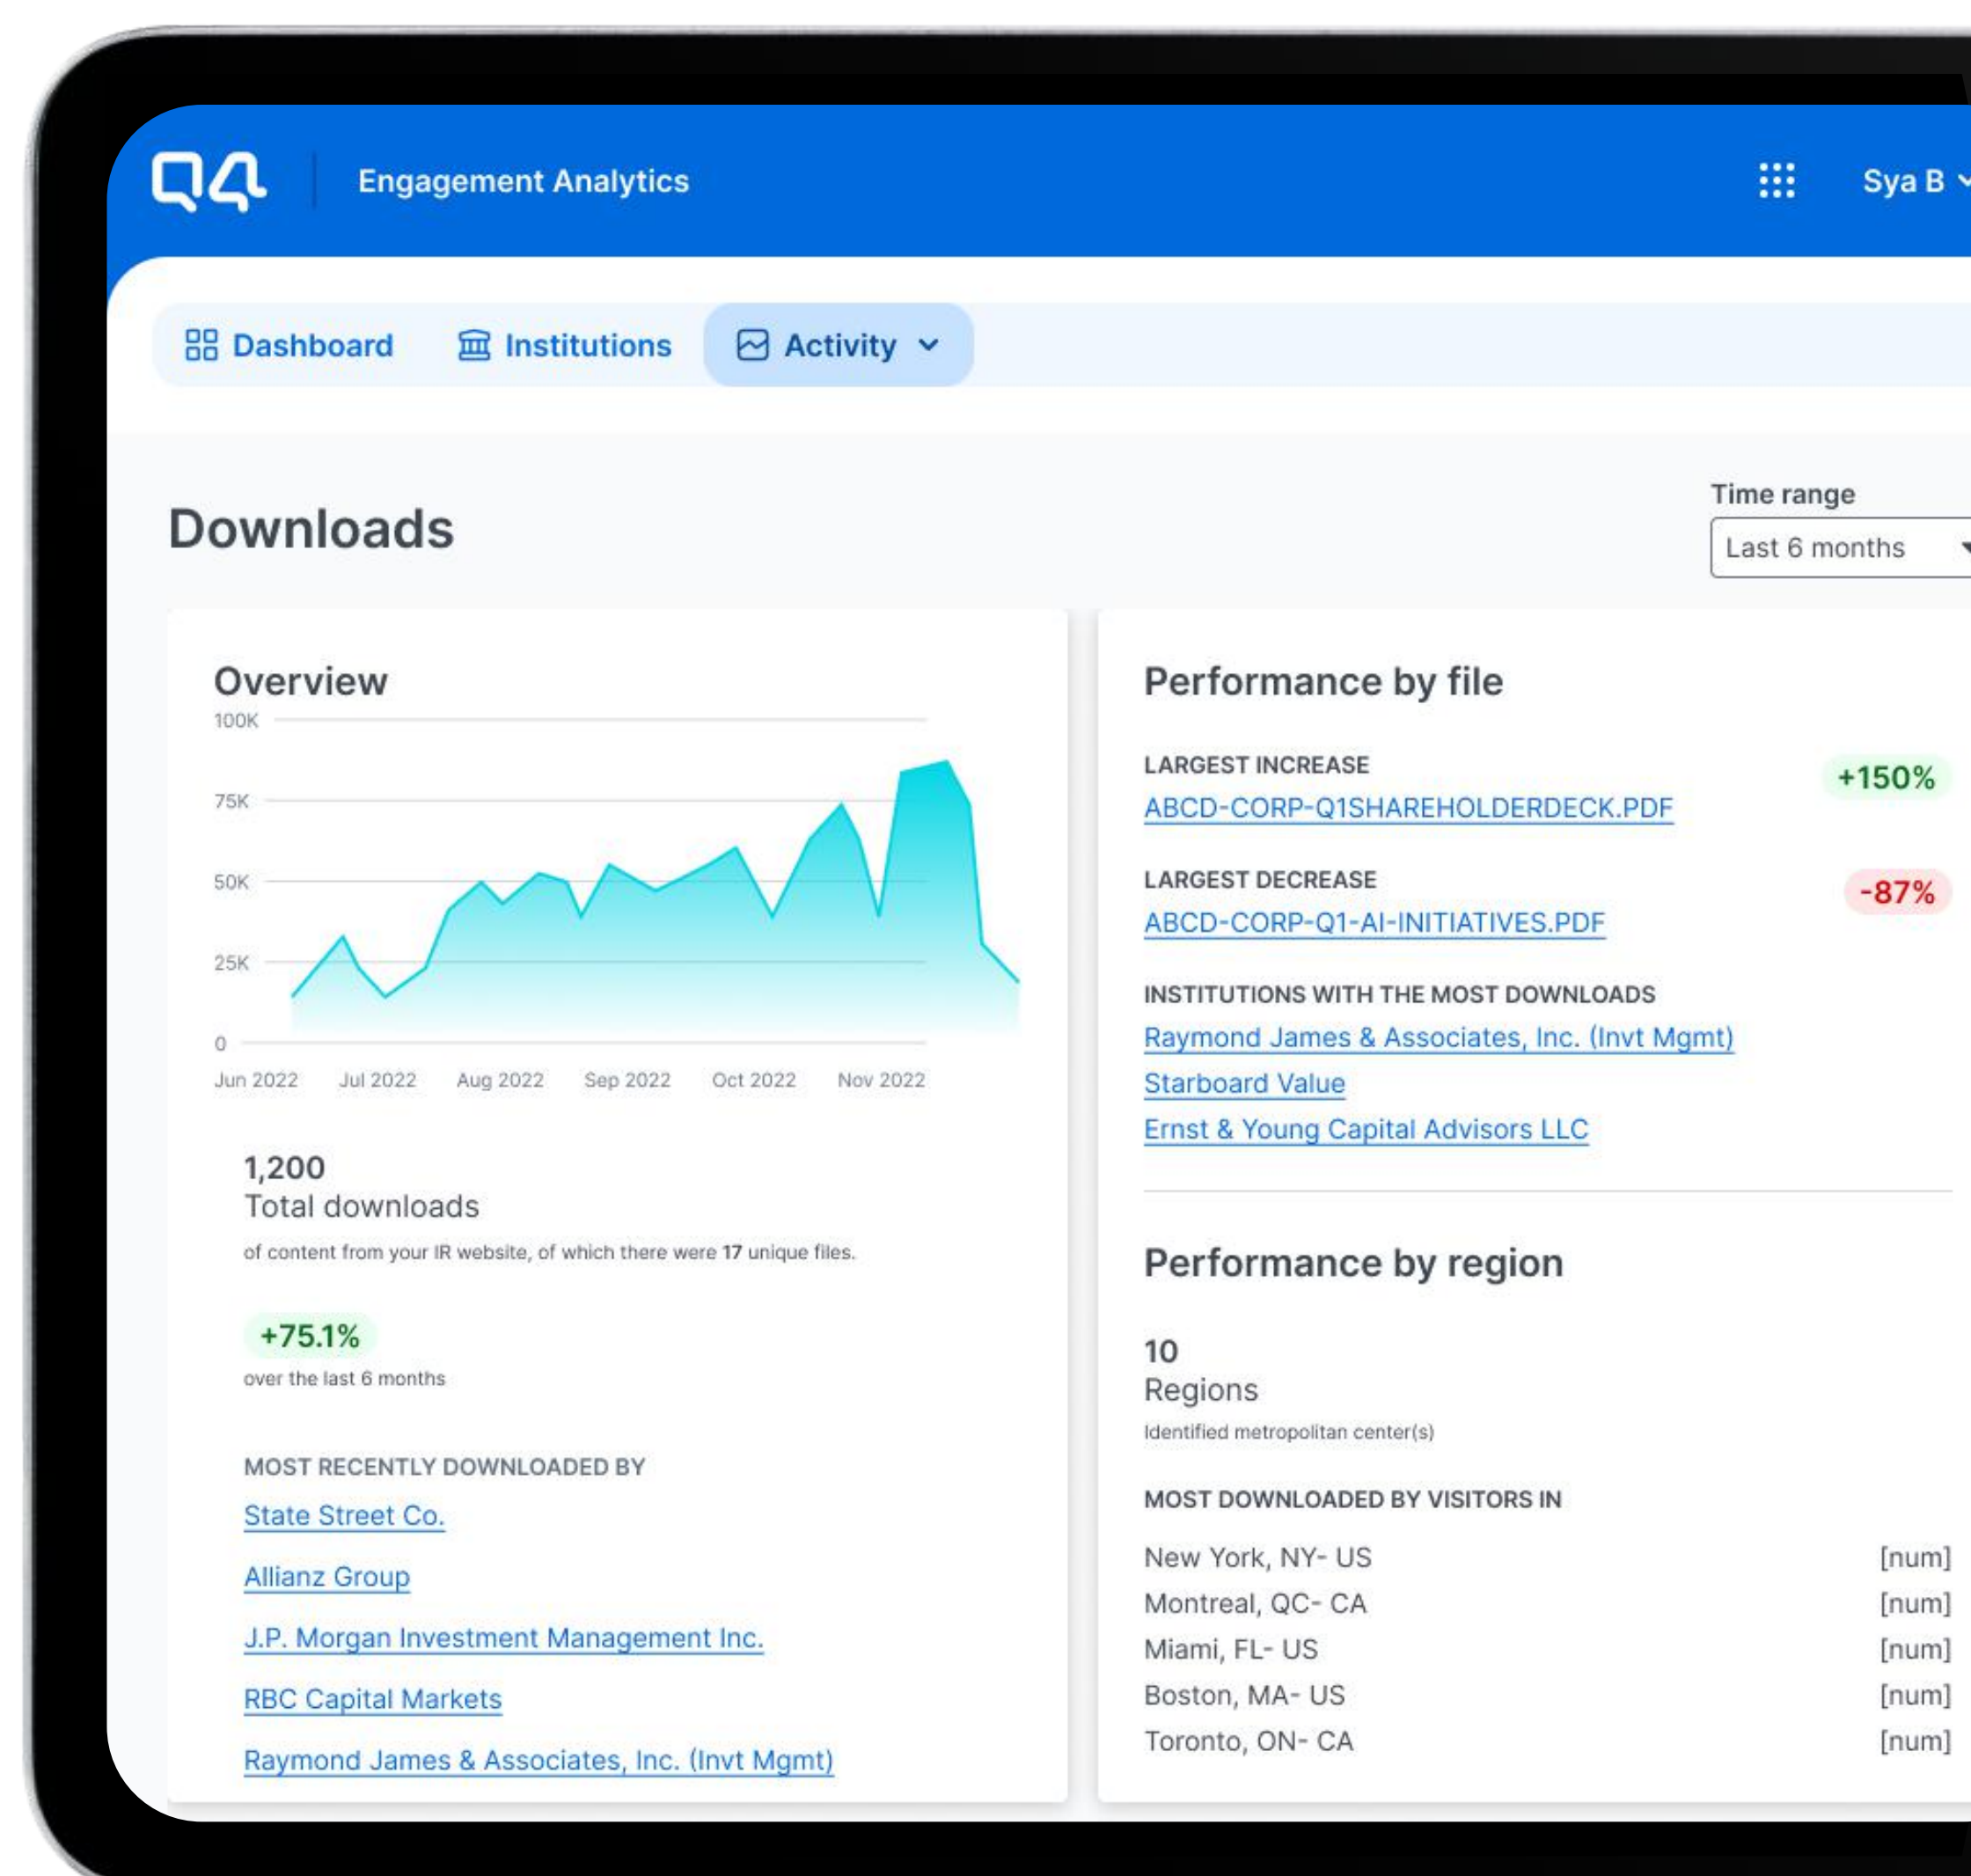 Q4
Engagement Analytics
Sya B
Dashboard
Institutions
Activity
Downloads
Time range
Last 6 months
Overview
100K
75K
50K
25K
0
Jun 2022
Jul 2022
Aug 2022
Sep 2022
Oct 2022
Nov 2022
1,200
Total downloads
of content from your IR website, of which there were 17 unique files.
+75.1%
over the last 6 months
MOST RECENTLY DOWNLOADED BY
State Street Co.
Allianz Group
J.P. Morgan Investment Management Inc.
RBC Capital Markets
Raymond James & Associates, Inc. (Invt Mgmt)
Performance by file
LARGEST INCREASE
+150%
ABCD-CORP-Q1SHAREHOLDERDECK.PDF
LARGEST DECREASE
-87%
ABCD-CORP-Q1-AI-INITIATIVES.PDF
INSTITUTIONS WITH THE MOST DOWNLOADS
Raymond James & Associates, Inc. (Invt Mgmt)
Starboard Value
Ernst & Young Capital Advisors LLC
Performance by region
10
Regions
Identified metropolitan center(s)
MOST DOWNLOADED BY VISITORS IN
New York, NY- US [num]
Montreal, QC- CA [num]
Miami, FL- US [num]
Boston, MA- US [num]
Toronto, ON- CA [num]